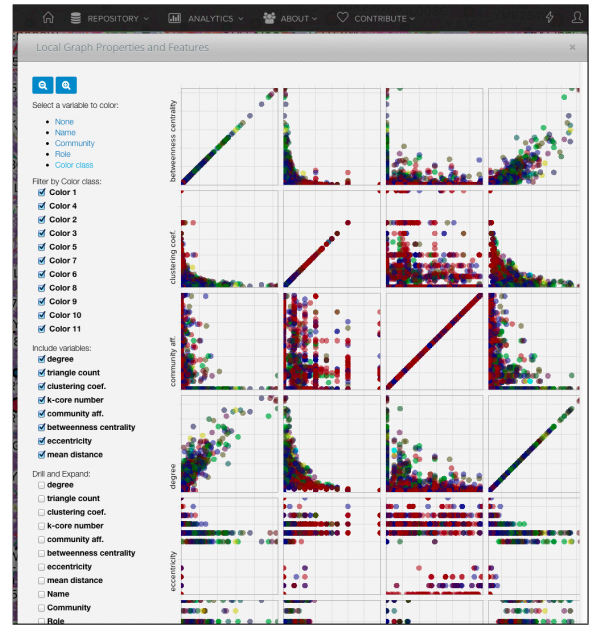 REPOSITORY ANALYTICS ABOUT CONTRIBUTE
Local Graph Properties and Features ×
Select a variable to color:
None
Name
Community
Role
Color class
Filter by Color class:
Color 1
Color 4
Color 2
Color 3
Color 5
Color 7
Color 6
Color 8
Color 9
Color 10
Color 11
Include variables:
degree
triangle count
clustering coef.
k-core number
community aff.
betweenness centrality
eccentricity
mean distance
Drill and Expand:
degree
triangle count
clustering coef.
k-core number
community aff.
betweenness centrality
eccentricity
mean distance
Name
Community
Role
betweenness centrality
clustering coef.
community aff.
degree
eccentricity